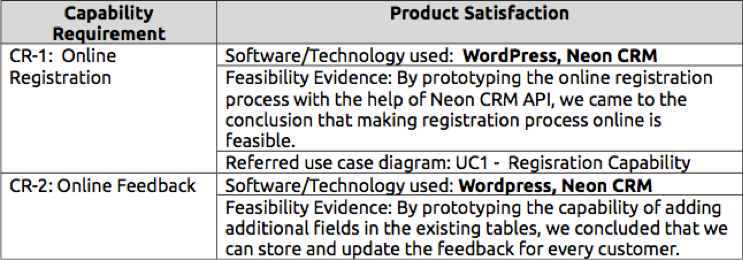 Capability
Requirement
Product Satisfaction
CR-1: Online
Registration
Software/Technology used: WordPress, Neon CRM
Feasibility Evidence: By prototyping the online registration
process with the help of Neon CRM API, we came to the
conclusion that making registration process online is
feasible.
Referred use case diagram: UC1 - Regisration Capability
CR-2: Online Feedback
Software/Technology used: Wordpress, Neon CRM
Feasibility Evidence: By prototyping the capability of adding
additional fields in the existing tables, we concluded that we
can store and update the feedback for every customer.